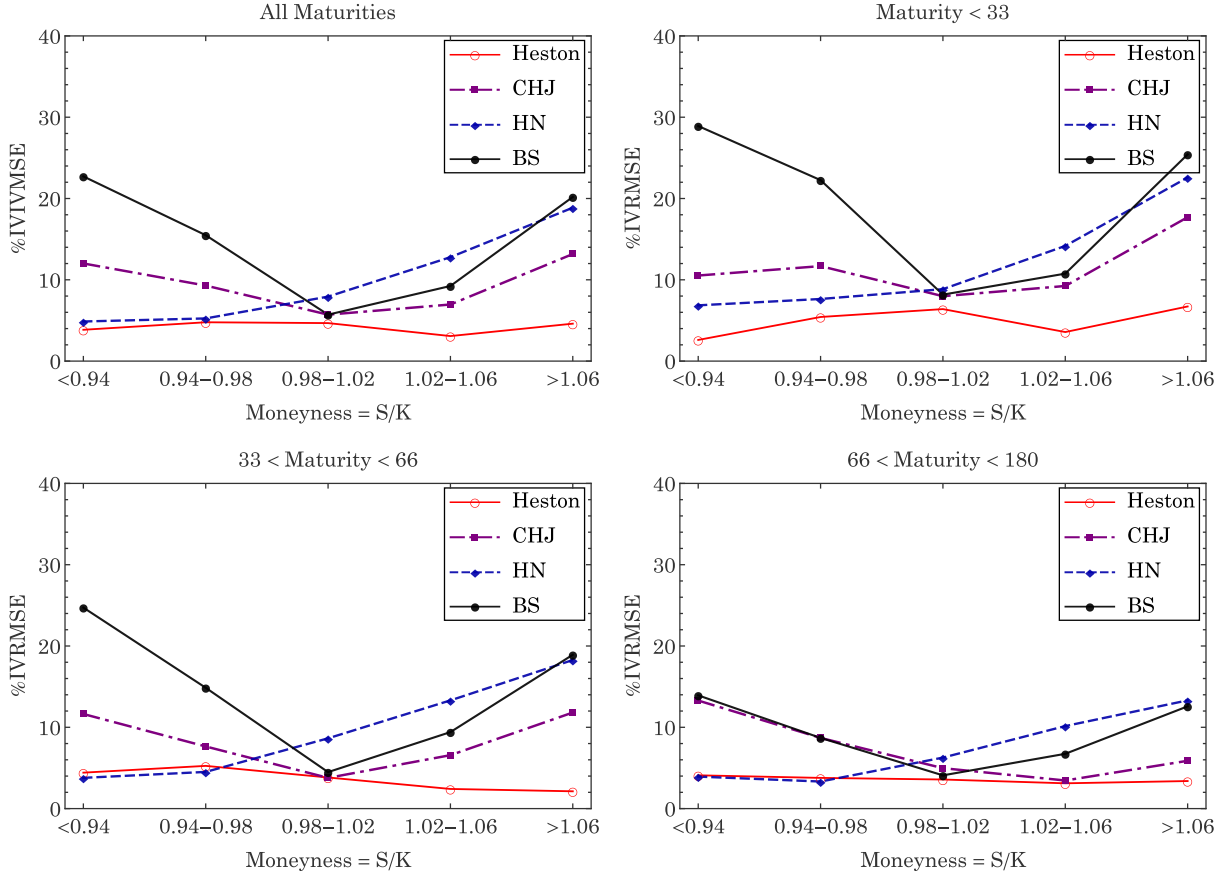 All Maturities
40
30
20
10
0
%IVIVMSE
Heston
CHJ
HN
BS
<0.94
0.94−0.98
0.98−1.02
1.02−1.06
>1.06
Moneyness = S/K
Maturity < 33
40
30
20
10
0
%IVRMSE
Heston
CHJ
HN
BS
<0.94
0.94−0.98
0.98−1.02
1.02−1.06
>1.06
Moneyness = S/K
33 < Maturity < 66
40
30
20
10
0
%IVRMSE
Heston
CHJ
HN
BS
<0.94
0.94−0.98
0.98−1.02
1.02−1.06
>1.06
Moneyness = S/K
66 < Maturity < 180
40
30
20
10
0
%IVRMSE
Heston
CHJ
HN
BS
<0.94
0.94−0.98
0.98−1.02
1.02−1.06
>1.06
Moneyness = S/K